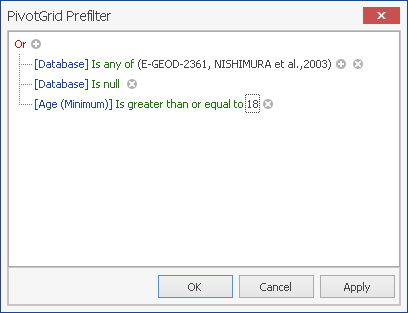 PivotGrid Prefilter
Or
[Database] Is any of (E-GEOD-2361, NISHIMURA et al.,2003)
[Database] Is null
[Age (Minimum)] Is greater than or equal to 18
OK Cancel Apply